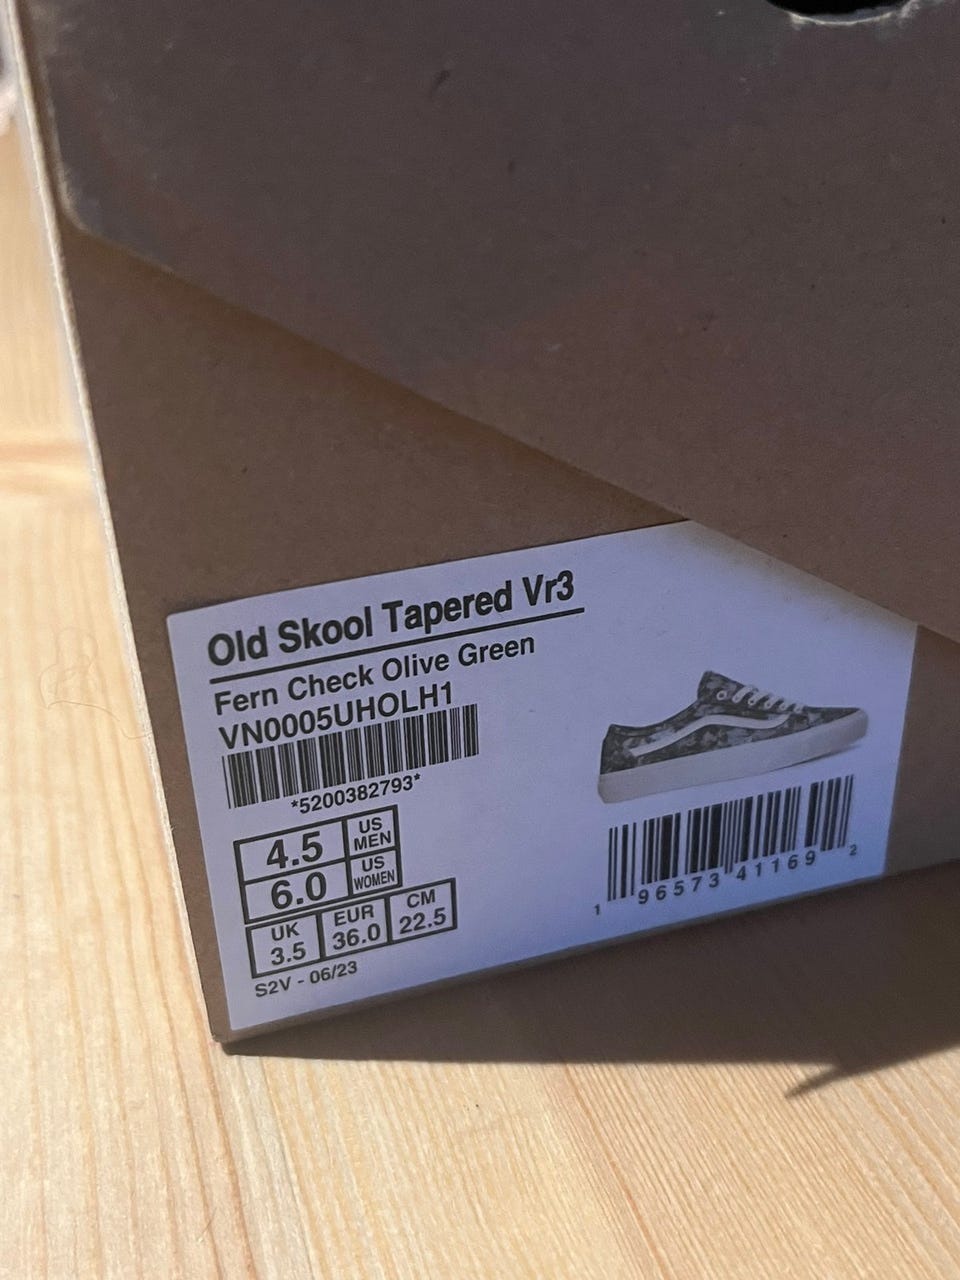 Old Skool Tapered Vr3
Fern Check Olive Green
VN0005UHOLH1
*5200382793*
4.5 US MEN
6.0 US WOMEN
UK 3.5
EUR 36.0
CM 22.5
S2V - 06/23
1 96573 41169 2